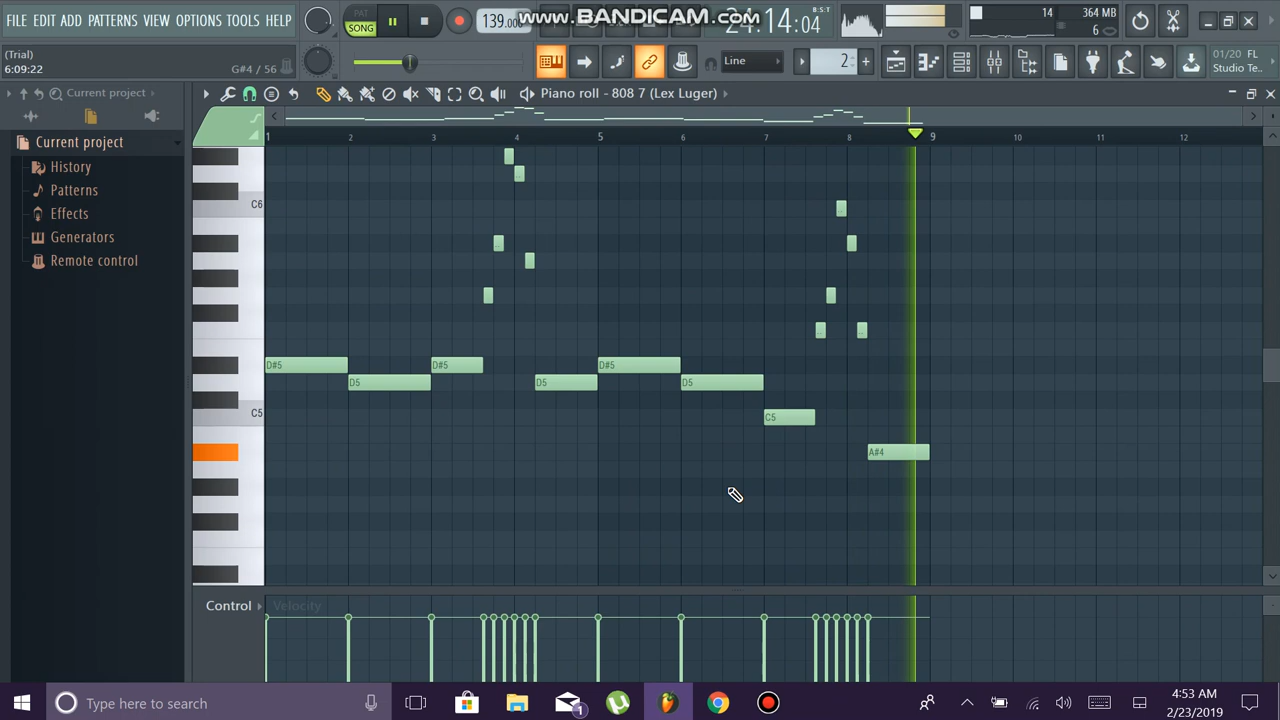 FILE EDIT ADD PATTERNS VIEW OPTIONS TOOLS HELP
PAT
SONG
139.000
www.BANDICAM.com
24:14:04
B:S:T
14
364 MB
6
(Trial)
6:09:22
G#4 / 56
Line
2
01/20 FL
Studio Te..
Current project
Piano roll - 808 7 (Lex Luger)
1 2 3 4 5 6 7 8 9 10 11 12
Current project
History
Patterns
Effects
Generators
Remote control
C6
D#5
D5
D#5
D5
D#5
D5
C5
C5
A#4
Control
Velocity
Type here to search
1
4:53 AM
2/23/2019